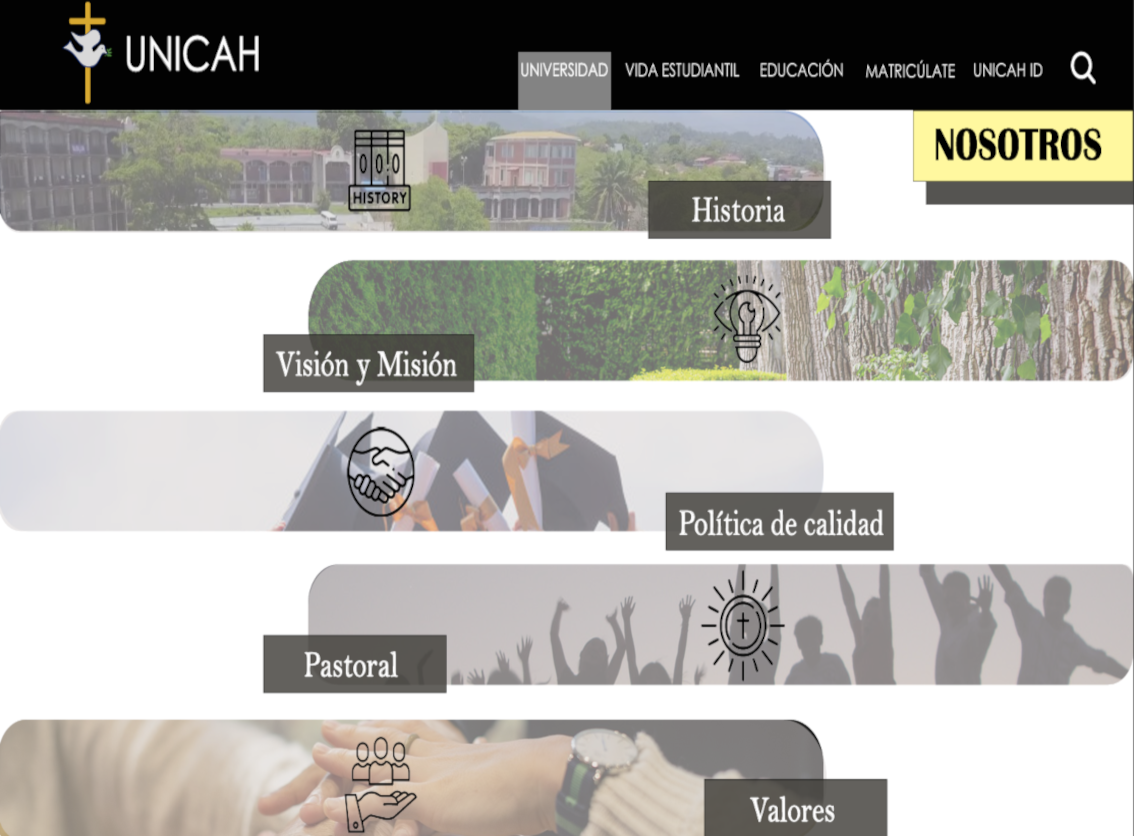 UNICAH
UNIVERSIDAD VIDA ESTUDIANTIL EDUCACIÓN MATRICÚLATE UNICAH ID
NOSOTROS
HISTORY
Historia
Visión y Misión
Política de calidad
Pastoral
Valores